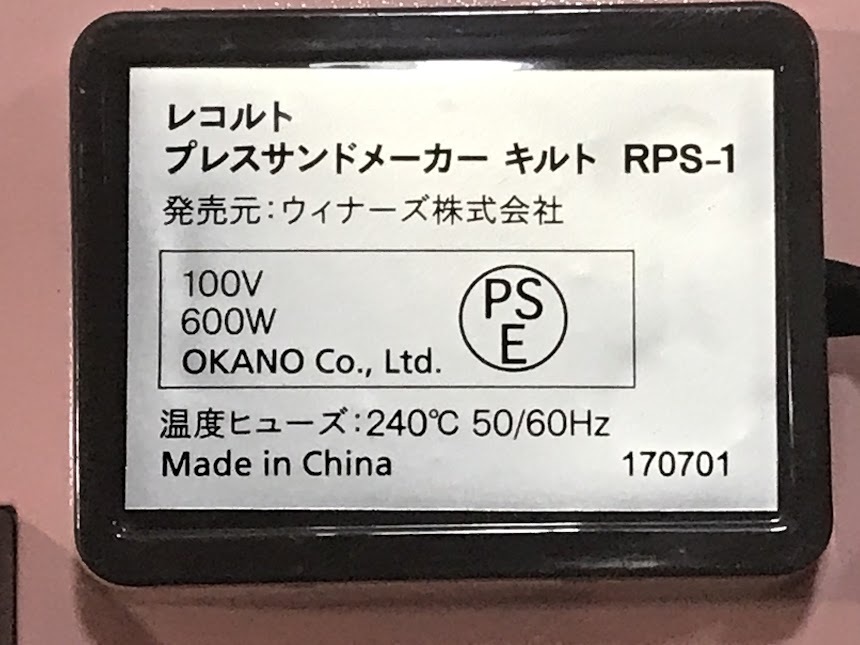 レコルト
プレスサンドメーカー キルト RPS-1
発売元:ウィナーズ株式会社
100V
600W
OKANO Co., Ltd.
PS
E
温度ヒューズ:240℃ 50/60Hz
Made in China 170701